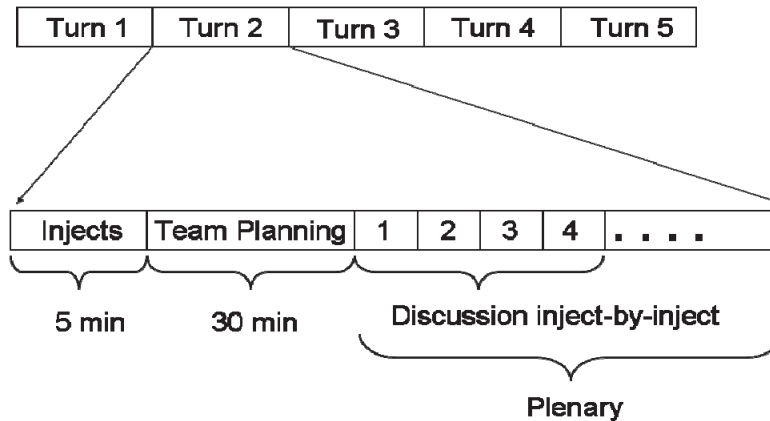 Turn 1 Turn 2 Turn 3 Turn 4 Turn 5
Injects Team Planning 1 2 3 4 . . . .
5 min 30 min Discussion inject-by-inject
Plenary